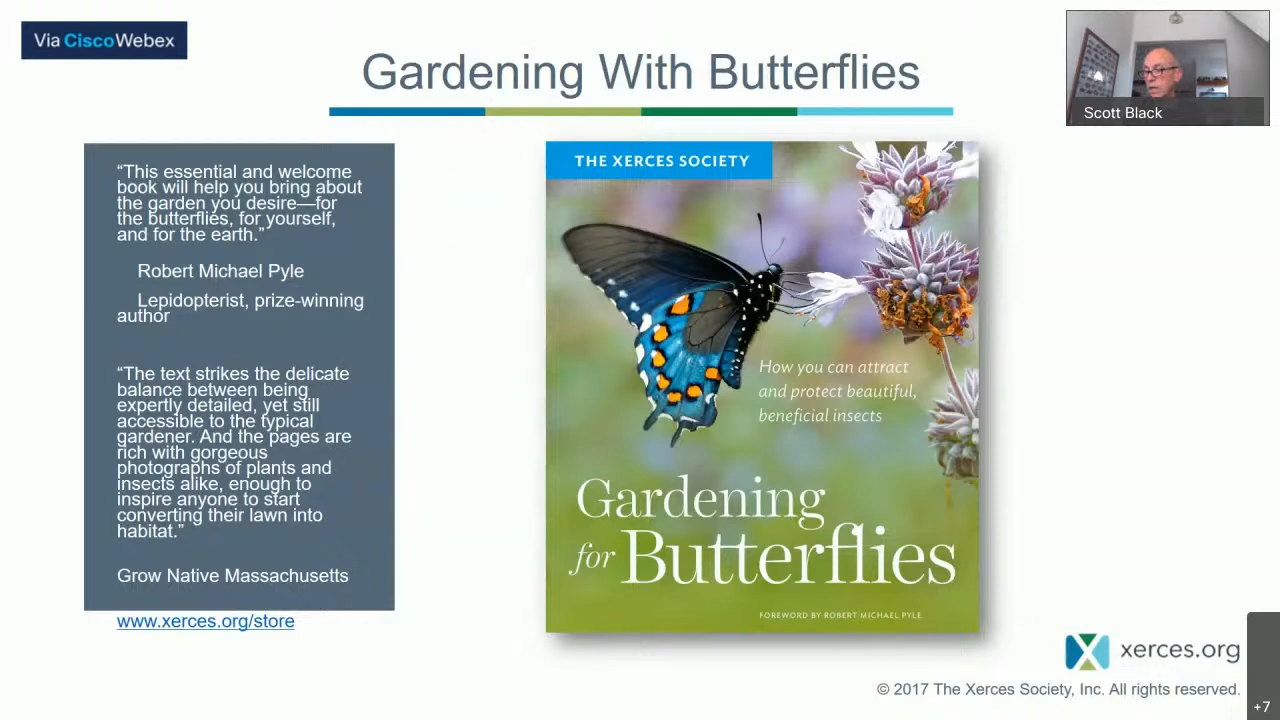 Via CiscoWebex
Gardening With Butterflies
Scott Black
“This essential and welcome
book will help you bring about
the garden you desire—for
the butterflies, for yourself,
and for the earth.”
Robert Michael Pyle
Lepidopterist, prize-winning
author
“The text strikes the delicate
balance between being
expertly detailed, yet still
accessible to the typical
gardener. And the pages are
rich with gorgeous
photographs of plants and
insects alike, enough to
inspire anyone to start
converting their lawn into
habitat.”
Grow Native Massachusetts
www.xerces.org/store
THE XERCES SOCIETY
How you can attract
and protect beautiful,
beneficial insects
Gardening
for Butterflies
FOREWORD BY ROBERT MICHAEL PYLE
xerces.org
© 2017 The Xerces Society, Inc. All rights reserved.
+7